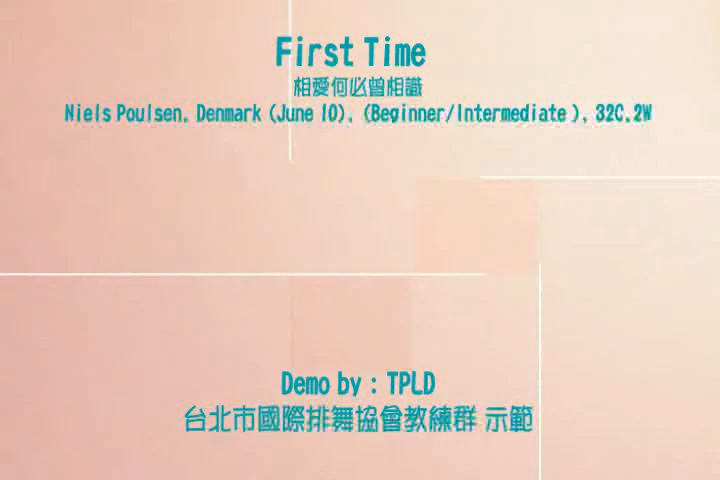 First Time
相愛何必曾相識
Niels Poulsen, Denmark (June 10), (Beginner/Intermediate ), 32C,2W
Demo by : TPLD
台北市國際排舞協會教練群 示範